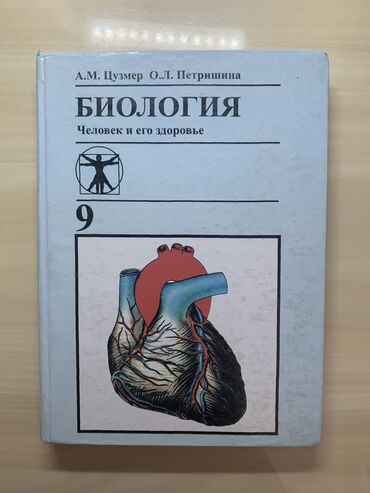 А.М. Цузмер О.Л. Петришина
БИОЛОГИЯ
Человек и его здоровье
9